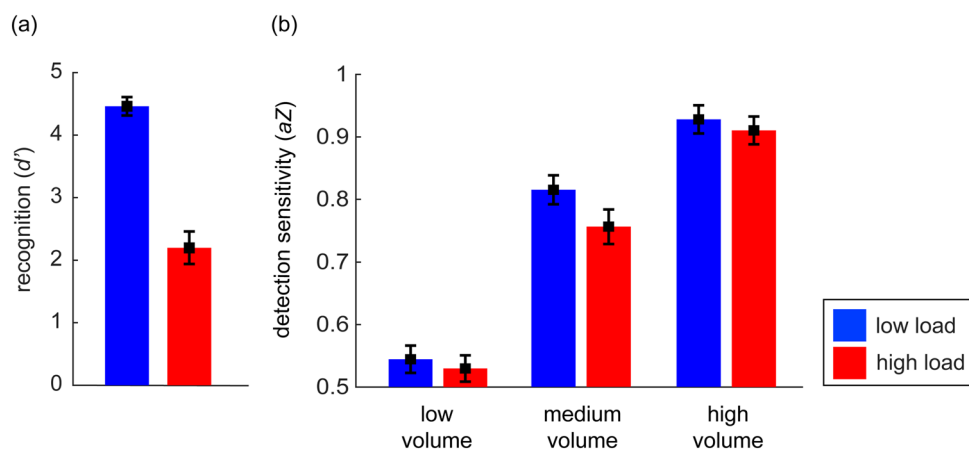 (a)
recognition (d')
5
4
3
2
1
0
(b)
detection sensitivity (aZ)
1
0.9
0.8
0.7
0.6
0.5
low
volume
medium
volume
high
volume
low load
high load